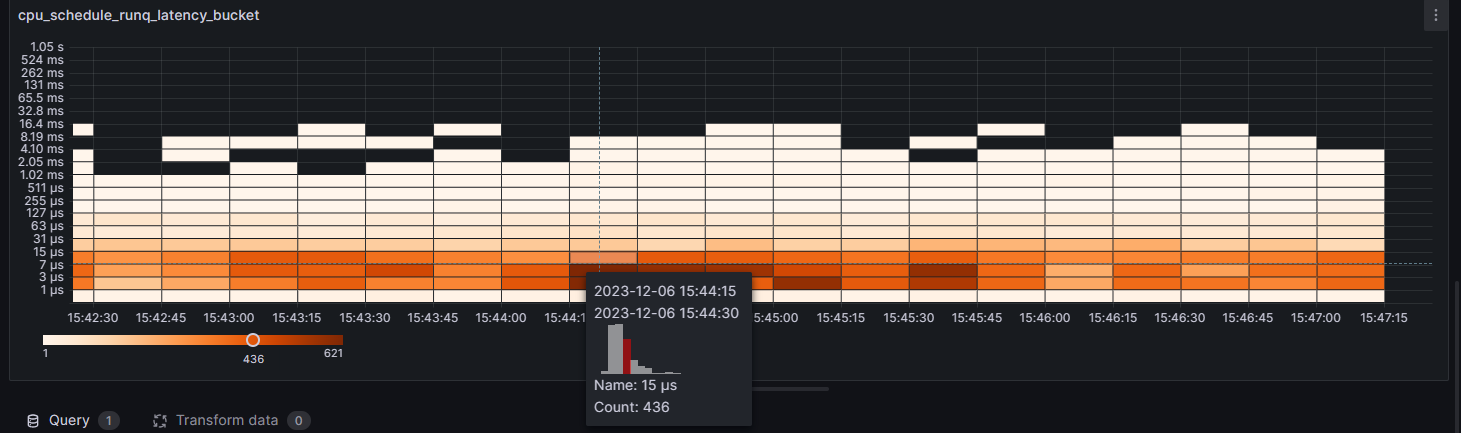 cpu_schedule_runq_latency_bucket
1.05 s
524 ms
262 ms
131 ms
65.5 ms
32.8 ms
16.4 ms
8.19 ms
4.10 ms
2.05 ms
1.02 ms
511 µs
255 µs
127 µs
63 µs
31 µs
15 µs
7 µs
3 µs
1 µs
15:42:30 15:42:45 15:43:00 15:43:15 15:43:30 15:43:45 15:44:00 15:44:1 5:45:00 15:45:15 15:45:30 15:45:45 15:46:00 15:46:15 15:46:30 15:46:45 15:47:00 15:47:15
2023-12-06 15:44:15
2023-12-06 15:44:30
Name: 15 µs
Count: 436
1 436 621
Query 1 Transform data 0